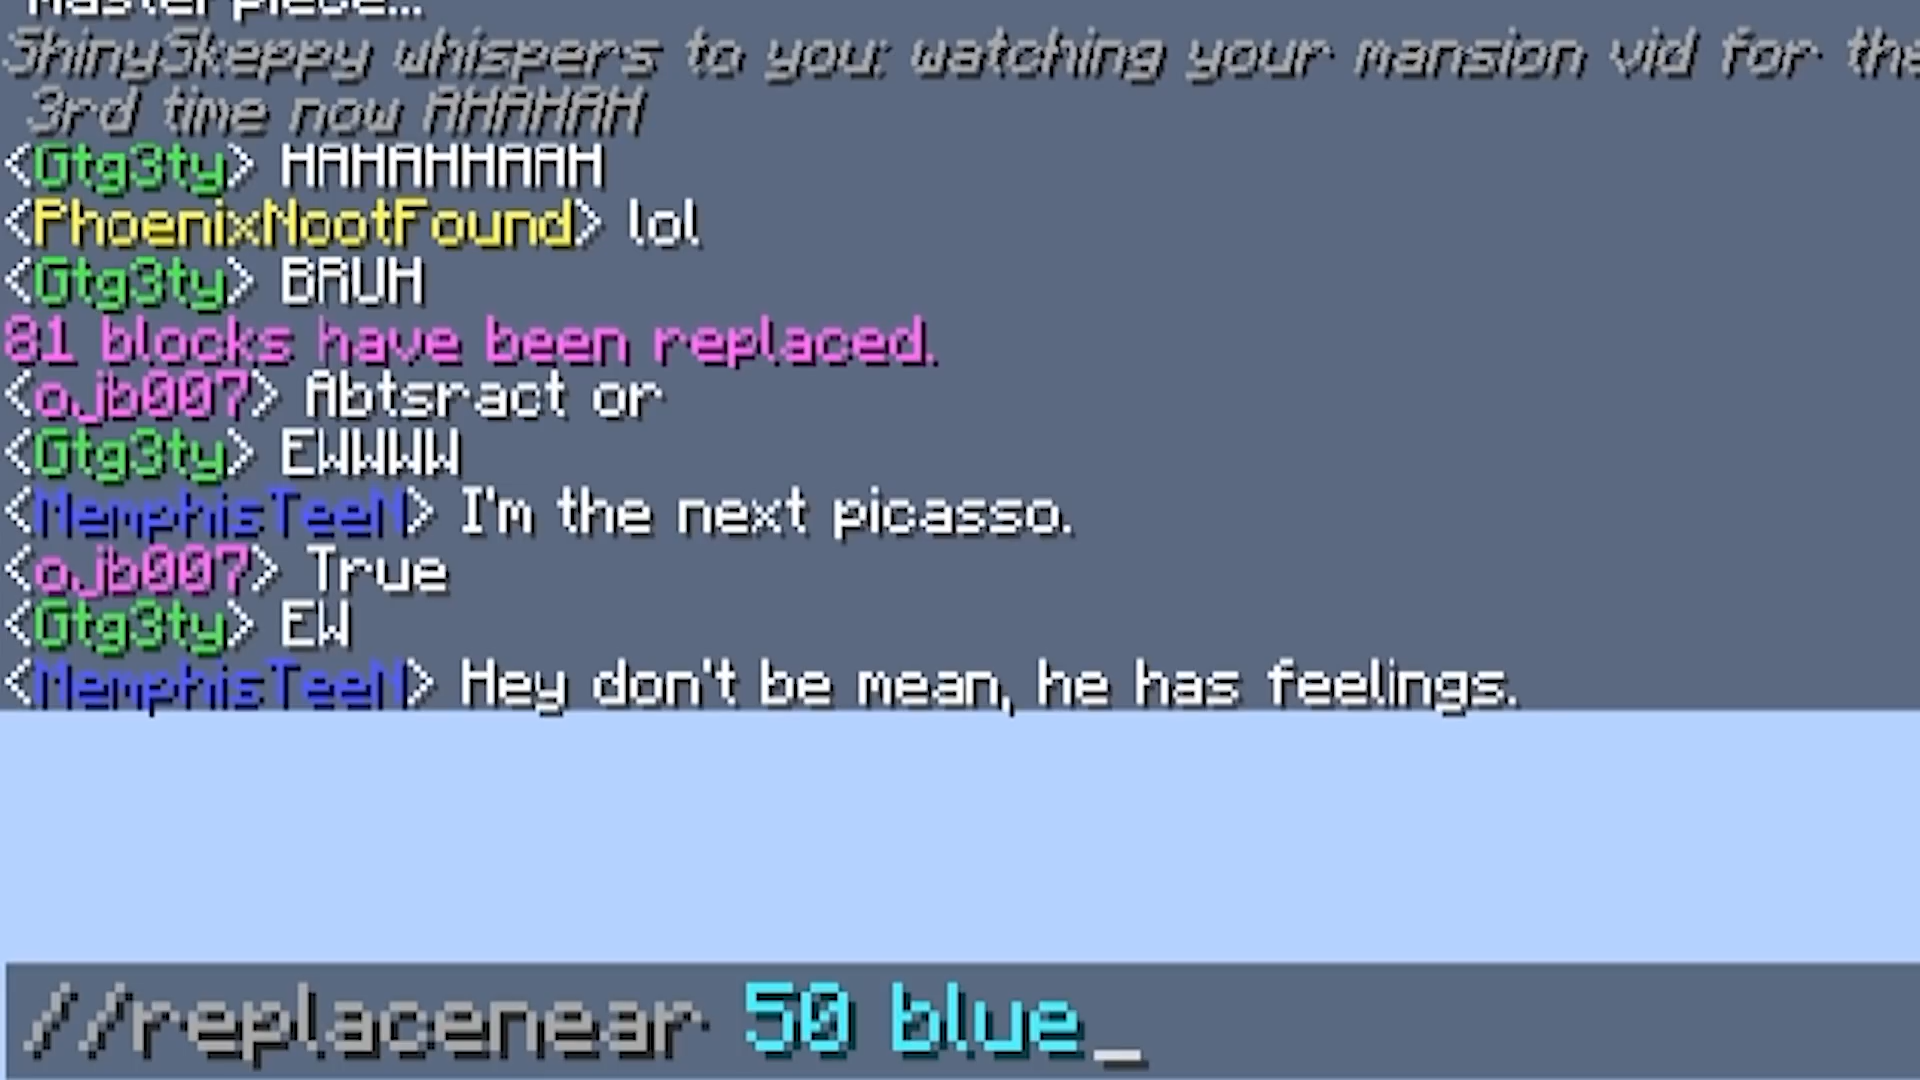 Masterpiece...
ShinySkeppy whispers to you: watching your mansion vid for the
3rd time now AHAHAH
<Gtg3ty> HAHAHHAAH
<PhoenixNootFound> lol
<Gtg3ty> BRUH
81 blocks have been replaced.
<ojb007> Abtsract or
<Gtg3ty> EWWWW
<MemphisTeeN> I'm the next picasso.
<ojb007> True
<Gtg3ty> EW
<MemphisTeeN> Hey don't be mean, he has feelings.
//replacenear 50 blue_